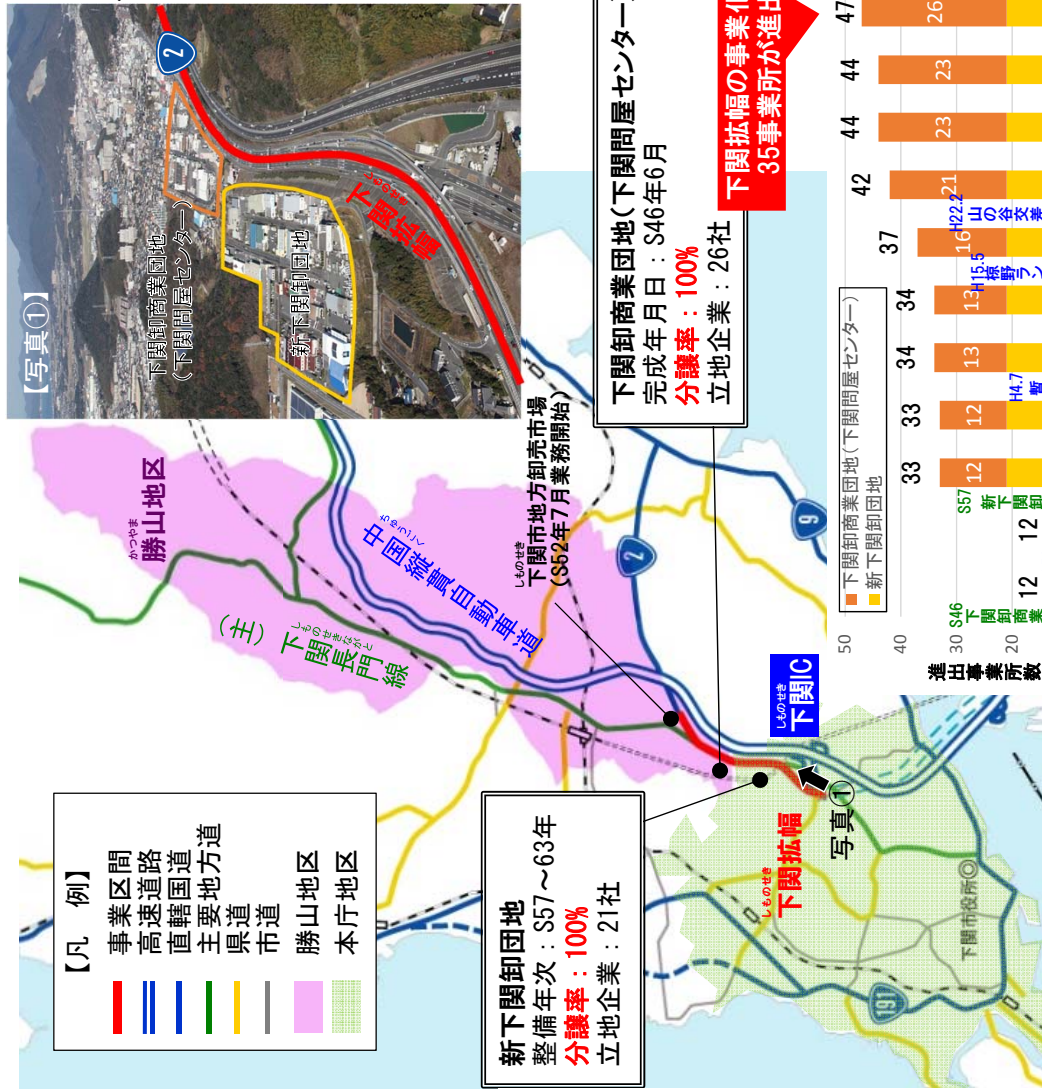 【凡　例】
事業区間
高速道路
直轄国道
主要地方道
県道
市道
勝山地区
本庁地区
かつやま
勝山地区
（主）
しものせきながと
下関長門線
ちゅうごく
中国縦貫自動車道
しものせき
下関市地方卸売市場
（S52年7月業務開始）
2
9
191
しものせき
下関IC
しものせき
下関拡幅
写真①
下関市役所
新下関卸団地
整備年次：S57～63年
分譲率：100%
立地企業：21社
【写真①】
2
下関卸商業団地
（下関問屋センター）
新下関卸団地
しものせき
下関拡幅
下関卸商業団地（下関問屋センター）
完成年月日：S46年6月
分譲率：100%
立地企業：26社
下関拡幅の事業化
35事業所が進出
下関卸商業団地（下関問屋センター）
新下関卸団地
進出事業所数
50
40
30
20
12
12
33
33
34
34
37
42
44
44
47
12
12
13
13
16
21
23
23
26
S46
下関卸商業
S57
新下関卸
H4.7
暫
H15.5
椋野ラン
H22.2
山の谷交差